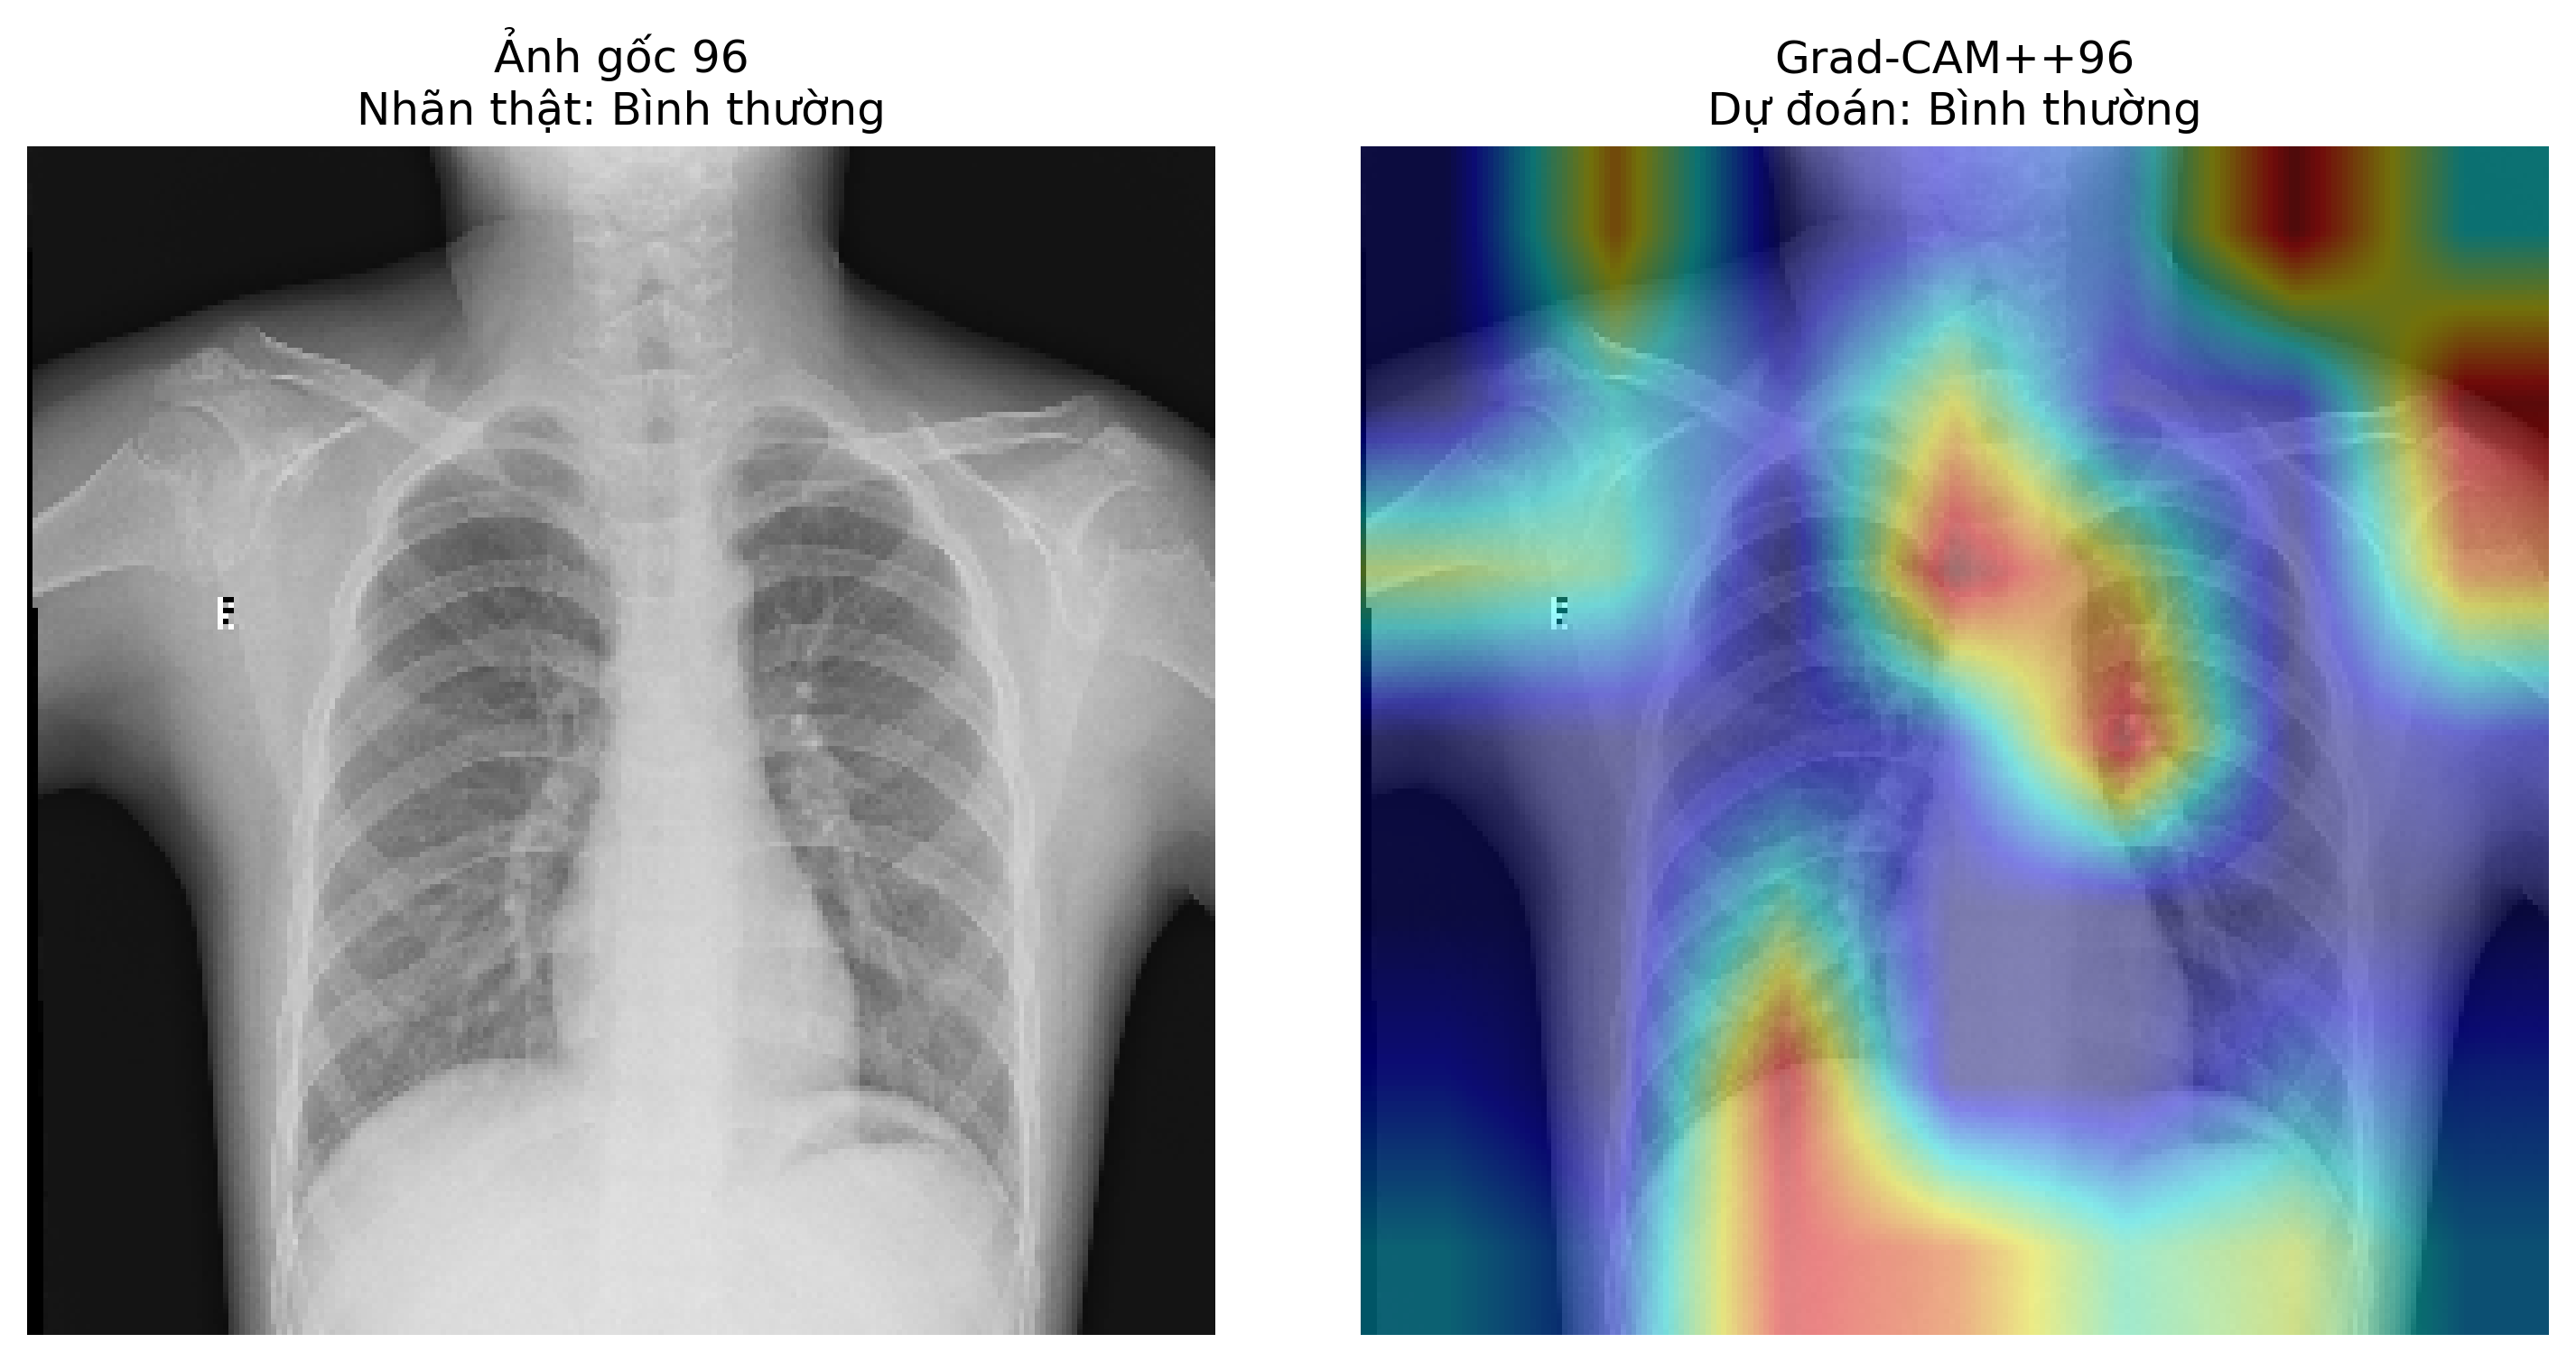 Ảnh gốc 96
Nhãn thật: Bình thường
Grad-CAM++96
Dự đoán: Bình thường